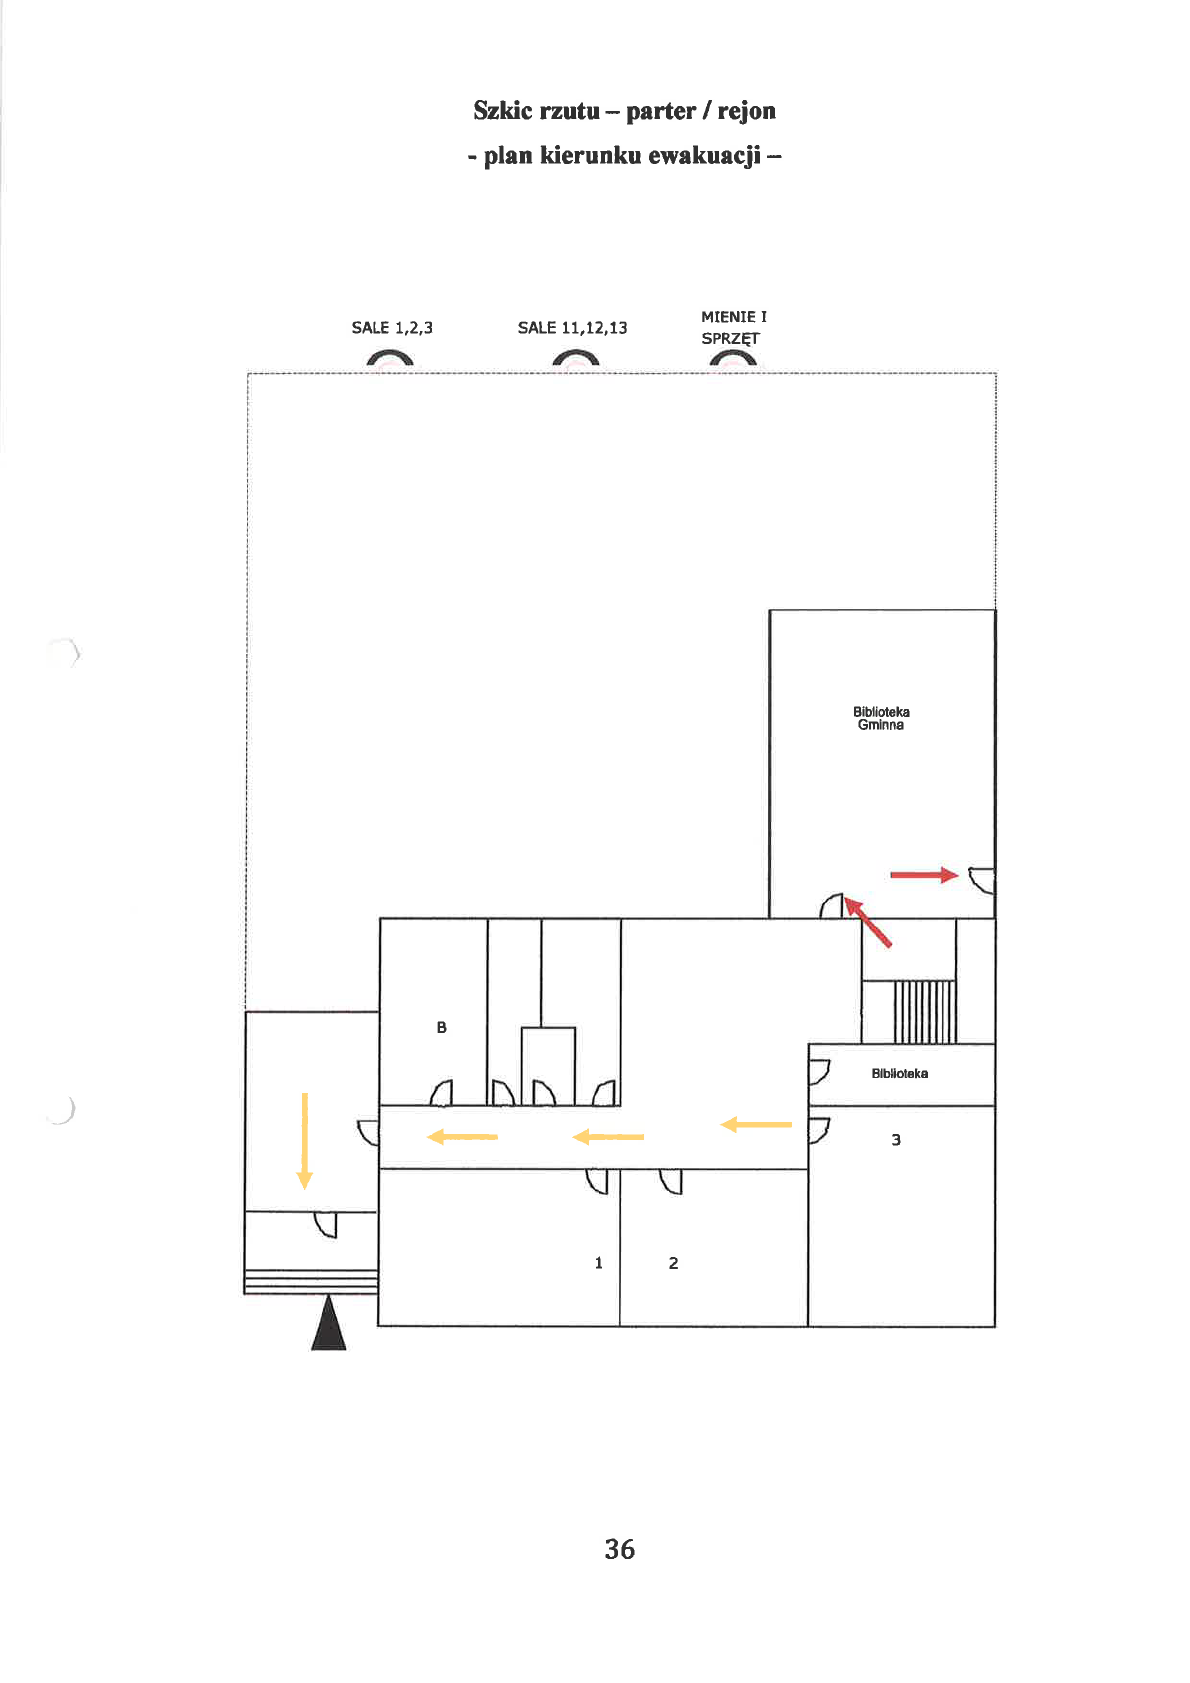 Szkic rzutu – parter / rejon
- plan kierunku ewakuacji –
SALE 1,2,3
SALE 11,12,13
MIENIE I
SPRZĘT
Biblioteka
Gminna
B
Biblioteka
3
1
2
36